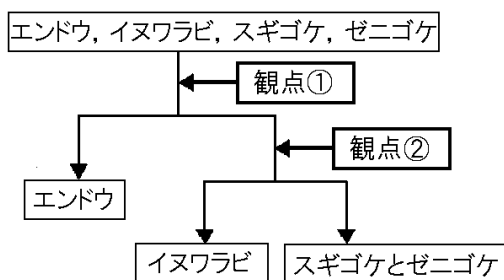 エンドウ, イヌワラビ, スギゴケ, ゼニゴケ
観点①
観点②
エンドウ
イヌワラビ
スギゴケとゼニゴケ